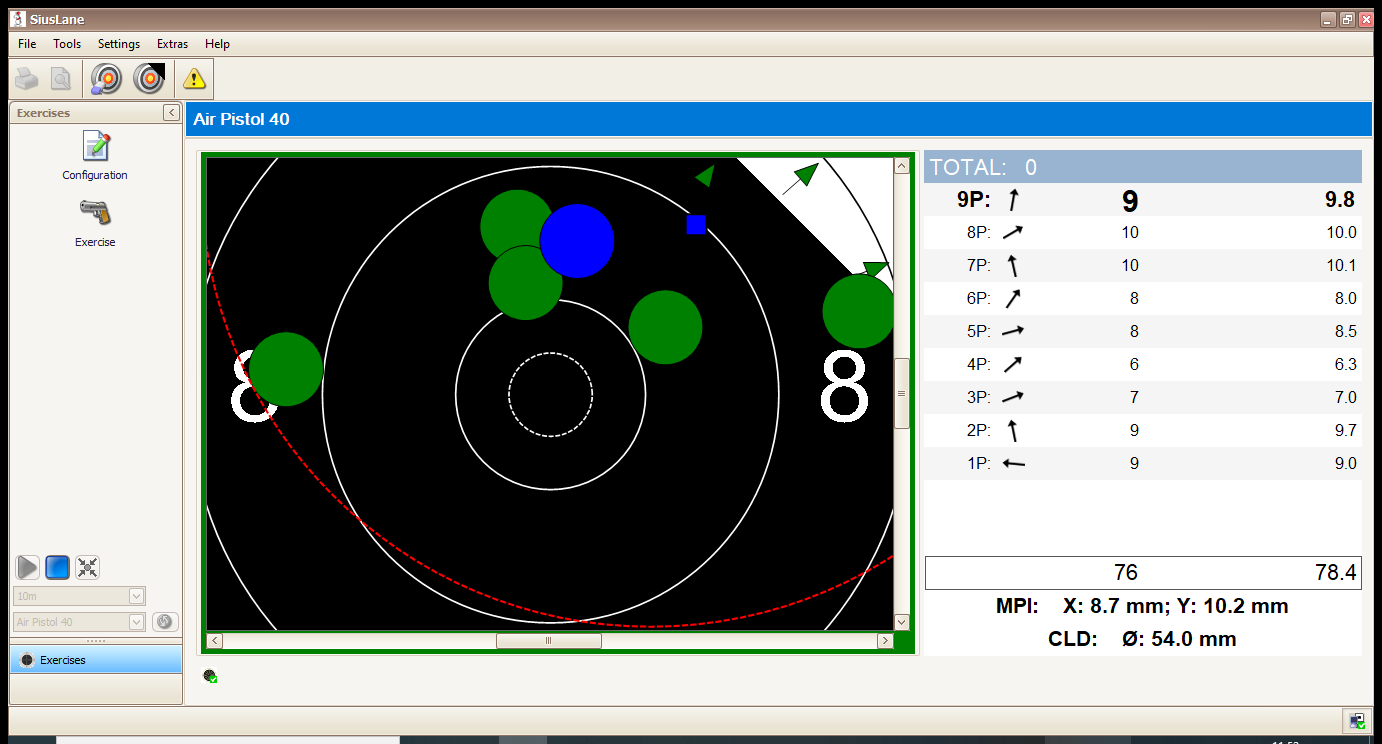 SiusLane
File Tools Settings Extras Help
Exercises
Configuration
Exercise
10m
Air Pistol 40
Exercises
Air Pistol 40
8 8
TOTAL: 0
9P: 9 9.8
8P: 10 10.0
7P: 10 10.1
6P: 8 8.0
5P: 8 8.5
4P: 6 6.3
3P: 7 7.0
2P: 9 9.7
1P: 9 9.0
76 78.4
MPI: X: 8.7 mm; Y: 10.2 mm
CLD: Ø: 54.0 mm